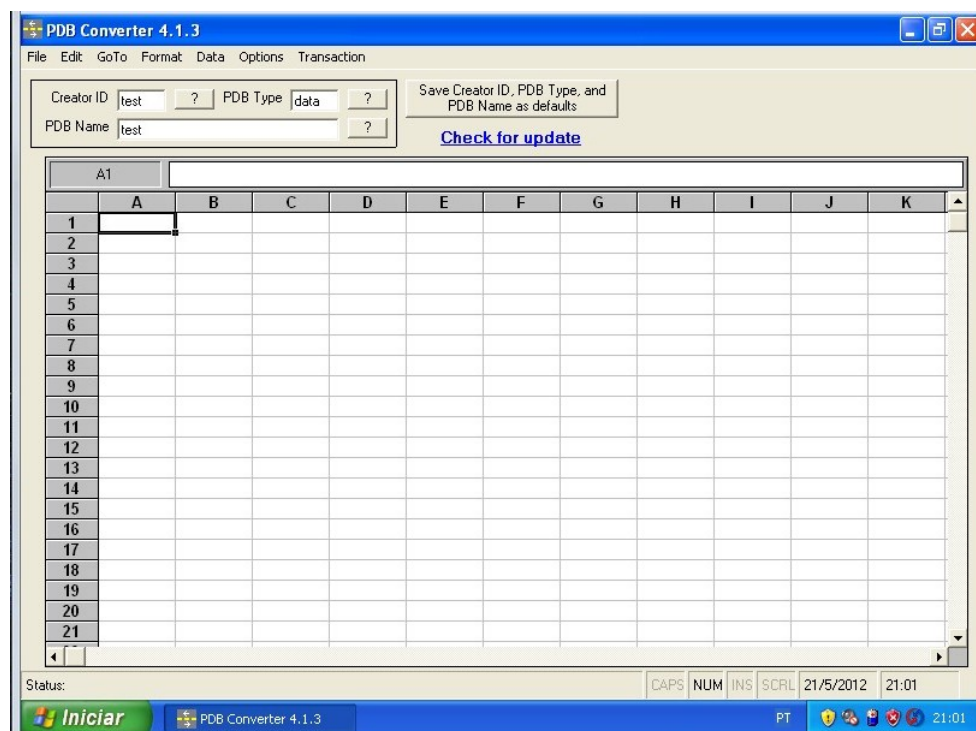 PDB Converter 4.1.3
File Edit GoTo Format Data Options Transaction
Creator ID test ? PDB Type data ?
Save Creator ID, PDB Type, and
PDB Name as defaults
PDB Name test ?
Check for update
A1
A B C D E F G H I J K
1
2
3
4
5
6
7
8
9
10
11
12
13
14
15
16
17
18
19
20
21
Status: CAPS NUM INS SCRL 21/5/2012 21:01
Iniciar PDB Converter 4.1.3 PT 21:01